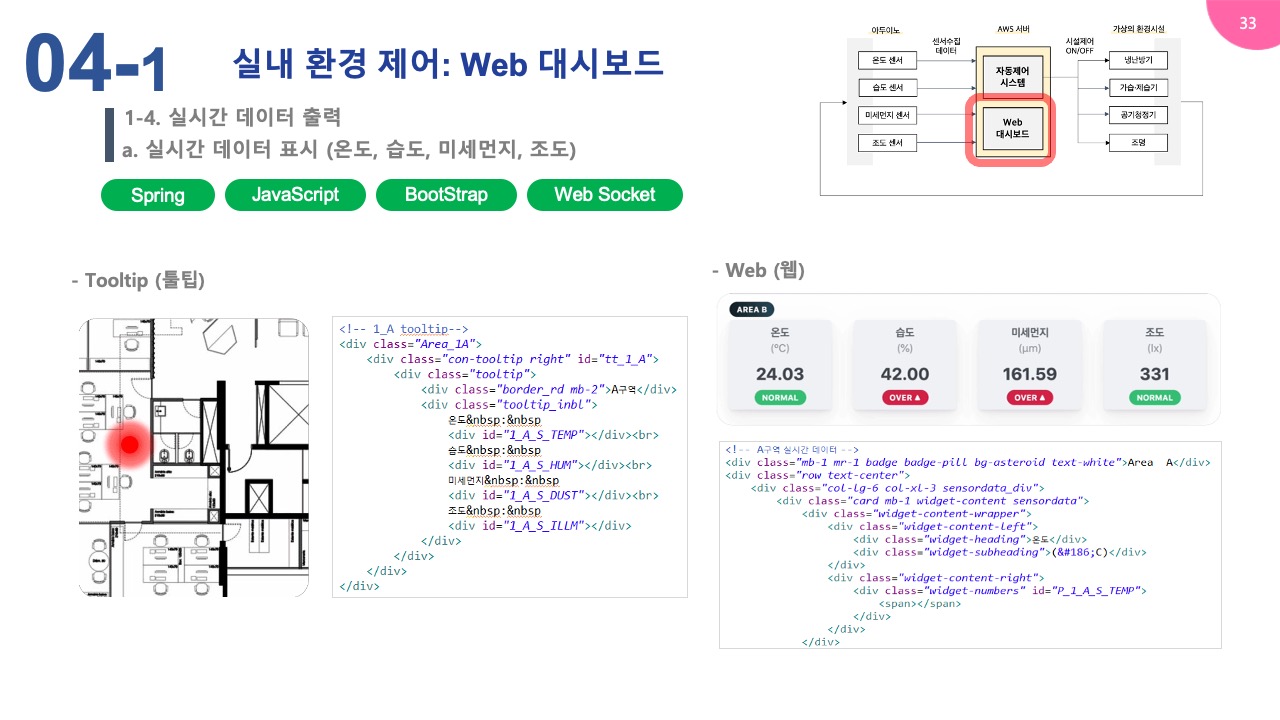 33
04-1
실내 환경 제어: Web 대시보드
1-4. 실시간 데이터 출력
a. 실시간 데이터 표시 (온도, 습도, 미세먼지, 조도)
Spring
JavaScript
BootStrap
Web Socket
아두이노
센서수집
데이터
AWS 서버
시설제어
ON/OFF
가상의 환경시설
온도 센서
습도 센서
미세먼지 센서
조도 센서
자동제어
시스템
Web
대시보드
냉난방기
가습·제습기
공기청정기
조명
- Tooltip (툴팁)
<!-- 1_A tooltip-->
<div class="Area_1A">
<div class="con-tooltip right" id="tt_1_A">
<div class="tooltip">
<div class="border_rd mb-2">A구역</div>
<div class="tooltip_inbl">
온도&nbsp:&nbsp
<div id="1_A_S_TEMP"></div><br>
습도&nbsp:&nbsp
<div id="1_A_S_HUM"></div><br>
미세먼지&nbsp:&nbsp
<div id="1_A_S_DUST"></div><br>
조도&nbsp:&nbsp
<div id="1_A_S_ILLM"></div>
</div>
</div>
</div>
</div>
- Web (웹)
AREA B
온도
(ºC)
24.03
NORMAL
습도
(%)
42.00
OVER ▲
미세먼지
(μm)
161.59
OVER ▲
조도
(lx)
331
NORMAL
<!-- A구역 실시간 데이터 -->
<div class="mb-1 mr-1 badge badge-pill bg-asteroid text-white">Area  A</div>
<div class="row text-center">
<div class="col-lg-6 col-xl-3 sensordata_div">
<div class="card mb-1 widget-content sensordata">
<div class="widget-content-wrapper">
<div class="widget-content-left">
<div class="widget-heading">온도</div>
<div class="widget-subheading">(&#186;C)</div>
</div>
<div class="widget-content-right">
<div class="widget-numbers" id="P_1_A_S_TEMP">
<span></span>
</div>
</div>
</div>